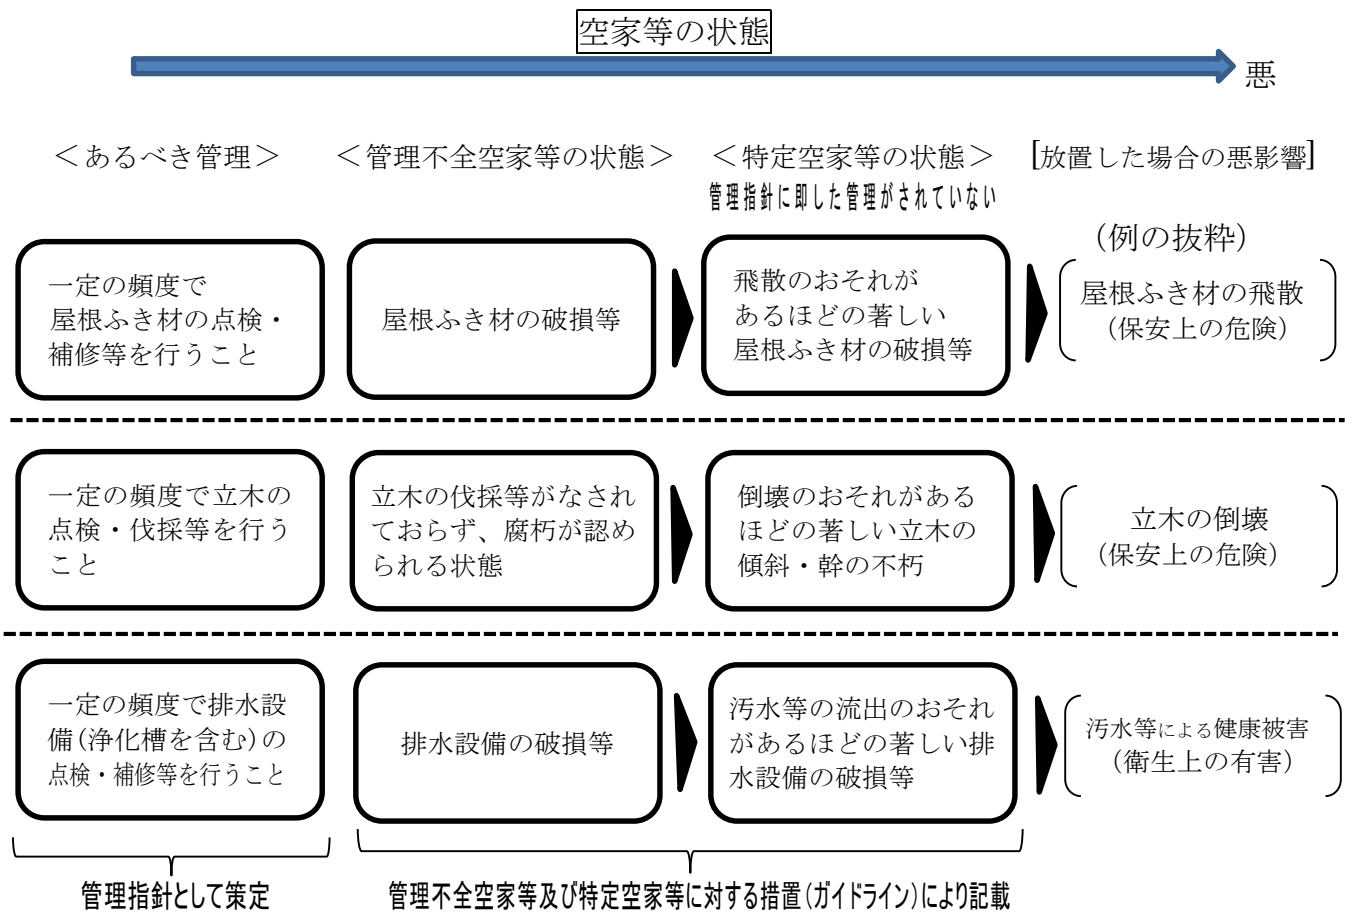 空家等の状態
悪
＜あるべき管理＞
＜管理不全空家等の状態＞
＜特定空家等の状態＞
管理指針に即した管理がされていない
[放置した場合の悪影響]
（例の抜粋）
一定の頻度で
屋根ふき材の点検・
補修等を行うこと
屋根ふき材の破損等
飛散のおそれが
あるほどの著しい
屋根ふき材の破損等
屋根ふき材の飛散
（保安上の危険）
一定の頻度で立木の
点検・伐採等を行う
こと
立木の伐採等がなされ
ておらず、腐朽が認め
られる状態
倒壊のおそれがある
ほどの著しい立木の
傾斜・幹の不朽
立木の倒壊
（保安上の危険）
一定の頻度で排水設
備(浄化槽を含む)の
点検・補修等を行うこと
排水設備の破損等
汚水等の流出のおそれ
があるほどの著しい排
水設備の破損等
汚水等による健康被害
（衛生上の有害）
管理指針として策定
管理不全空家等及び特定空家等に対する措置(ガイドライン)により記載